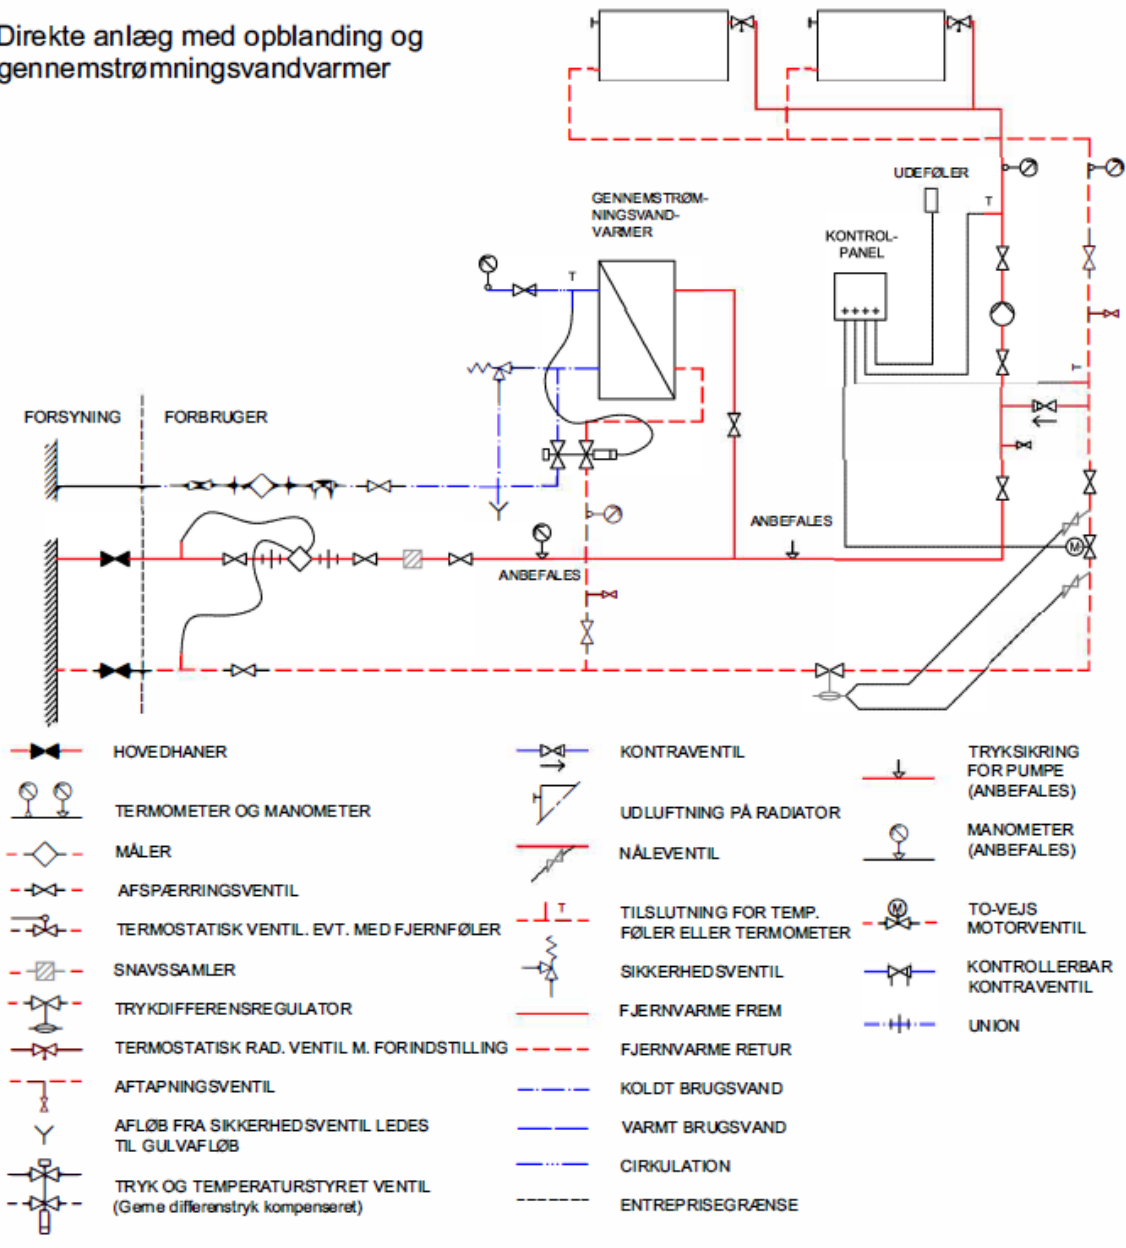 Direkte anlæg med opblanding og
gennemstrømningsvandvarmer
UDEFØLER
T
GENNEMSTRØM-
NINGSVAND-
VARMER
KONTROL-
PANEL
T
T
FORSYNING
FORBRUGER
ANBEFALES
ANBEFALES
M
HOVEDHANER
TERMOMETER OG MANOMETER
MÅLER
AFSPÆRRINGSVENTIL
TERMOSTATISK VENTIL. EVT. MED FJERNFØLER
SNAVSSAMLER
TRYKDIFFERENSREGULATOR
TERMOSTATISK RAD. VENTIL M. FORINDSTILLING
AFTAPNINGSVENTIL
AFLØB FRA SIKKERHEDSVENTIL LEDES
TIL GULVAFLØB
TRYK OG TEMPERATURSTYRET VENTIL
(Gerne differenstryk kompenseret)
KONTRAVENTIL
UDLUFTNING PÅ RADIATOR
NÅLEVENTIL
T
TILSLUTNING FOR TEMP.
FØLER ELLER TERMOMETER
SIKKERHEDSVENTIL
FJERNVARME FREM
FJERNVARME RETUR
KOLDT BRUGSVAND
VARMT BRUGSVAND
CIRKULATION
ENTREPRISEGRÆNSE
TRYKSIKRING
FOR PUMPE
(ANBEFALES)
MANOMETER
(ANBEFALES)
M
TO-VEJS
MOTORVENTIL
KONTROLLERBAR
KONTRAVENTIL
UNION